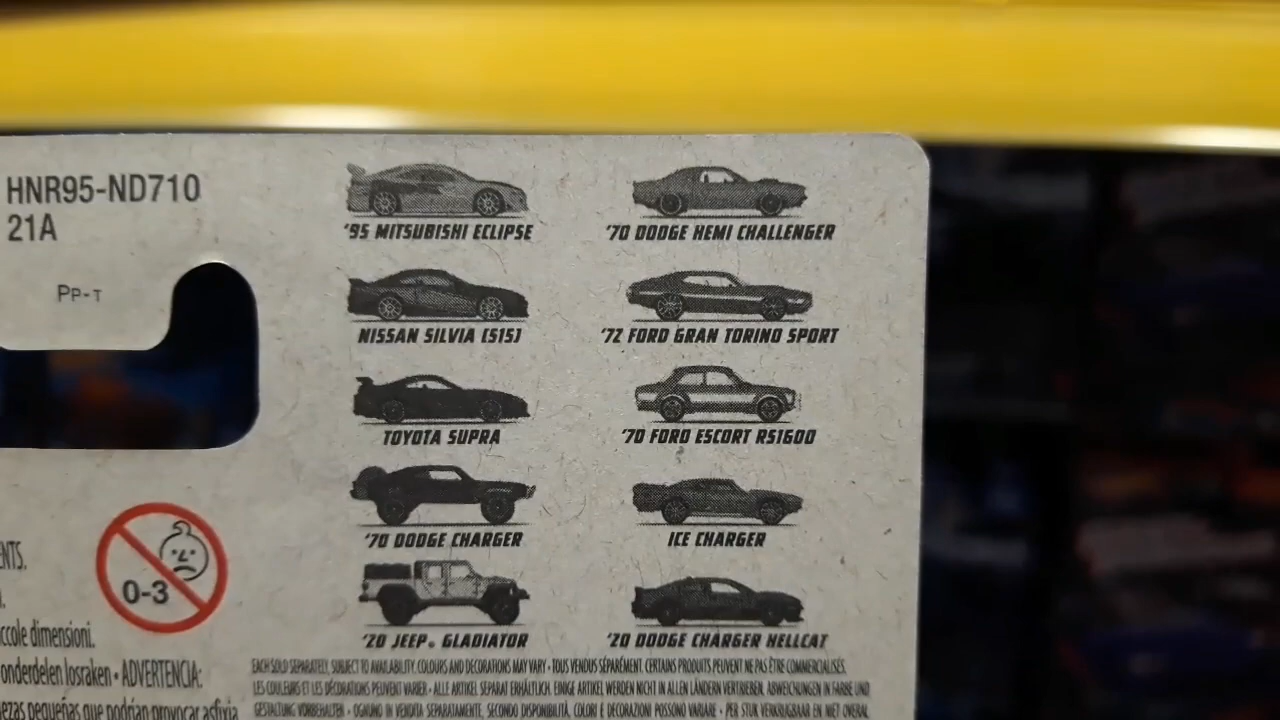 HNR95-ND710
21A
PP-T
'95 MITSUBISHI ECLIPSE
'70 DODGE HEMI CHALLENGER
NISSAN SILVIA (S15)
'72 FORD GRAN TORINO SPORT
TOYOTA SUPRA
'70 FORD ESCORT RS1600
'70 DODGE CHARGER
ICE CHARGER
'20 JEEP® GLADIATOR
'20 DODGE CHARGER HELLCAT
0-3
ENTS.
ccole dimensioni.
onderdelen losraken • ADVERTENCIA:
ezas pequeñas que podrían provocar asfixia
EACH SOLD SEPARATELY, SUBJECT TO AVAILABILITY. COLOURS AND DECORATIONS MAY VARY • TOUS VENDUS SÉPARÉMENT. CERTAINS PRODUITS PEUVENT NE PAS ÊTRE COMMERCIALISÉS.
LES COULEURS ET LES DÉCORATIONS PEUVENT VARIER • ALLE ARTIKEL SEPARAT ERHÄLTLICH. EINIGE ARTIKEL WERDEN NICHT IN ALLEN LÄNDERN VERTRIEBEN. ABWEICHUNGEN IN FARBE UND
GESTALTUNG VORBEHALTEN • OGNUNO IN VENDITA SEPARATAMENTE, SECONDO DISPONIBILITÀ. COLORI E DECORAZIONI POSSONO VARIARE • PER STUK VERKRIJGBAAR EN NIET OVERAL